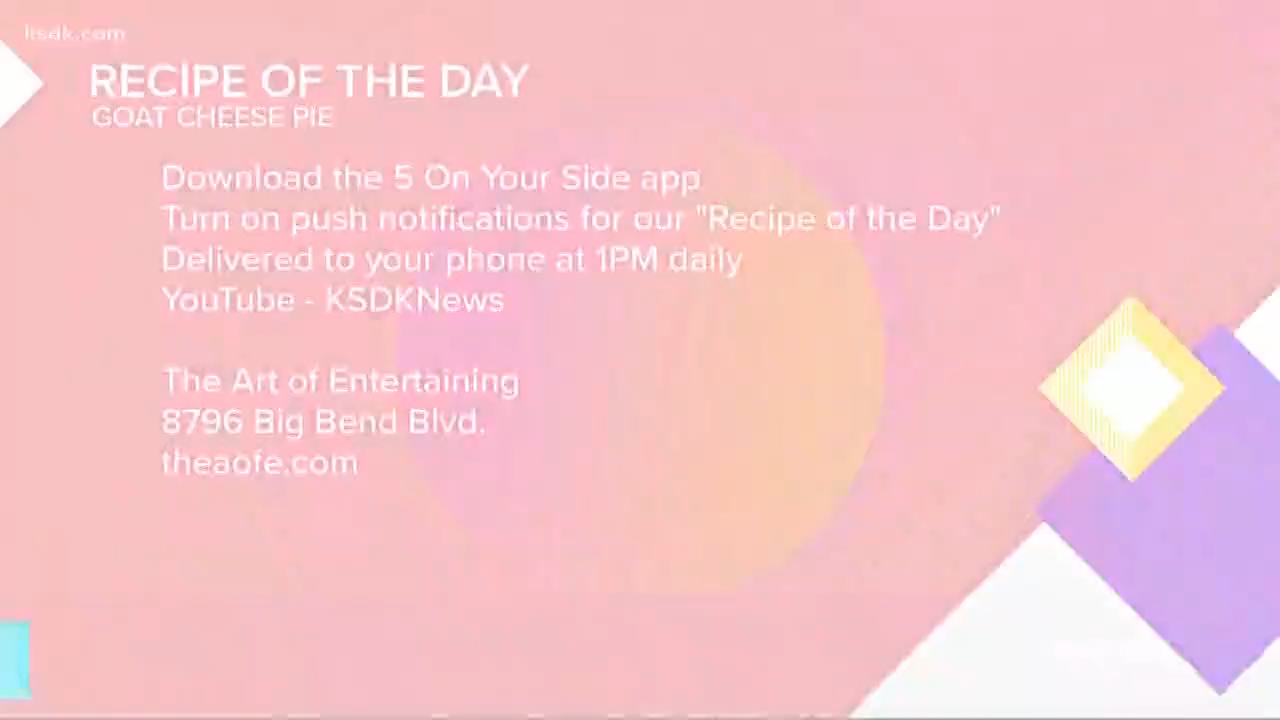 ksdk.com
RECIPE OF THE DAY
GOAT CHEESE PIE
Download the 5 On Your Side app
Turn on push notifications for our "Recipe of the Day"
Delivered to your phone at 1PM daily
YouTube - KSDKNews
The Art of Entertaining
8796 Big Bend Blvd.
theaofe.com